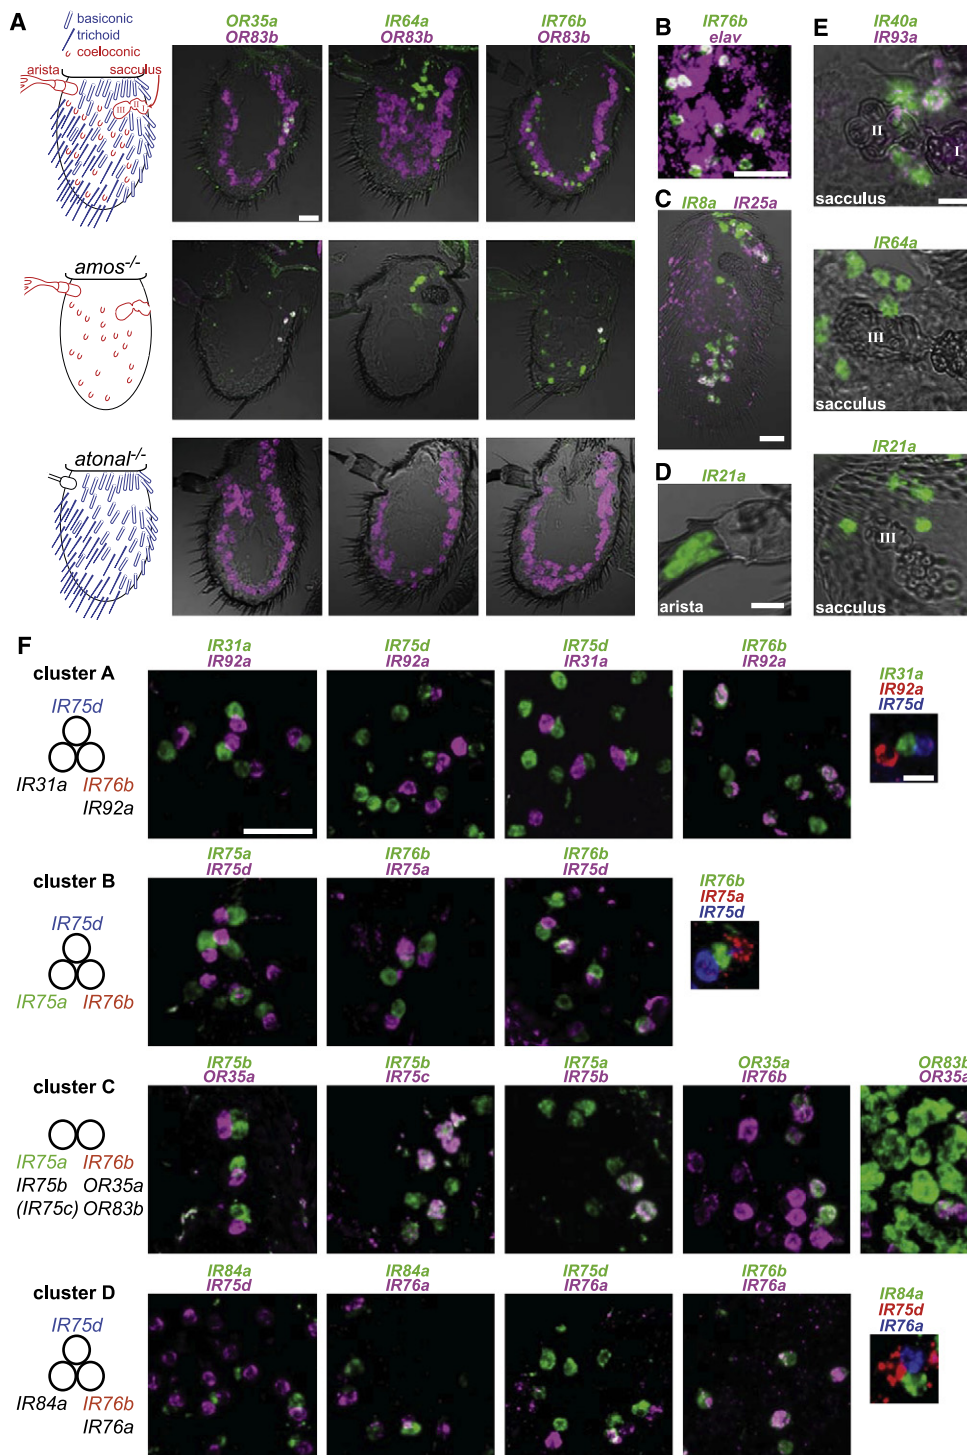 A
basiconic
trichoid
coeloconic
arista
sacculus
III
II
I
OR35a
OR83b
IR64a
OR83b
IR76b
OR83b
amos-/-
atonal-/-
B
IR76b
elav
C
IR8a IR25a
D
IR21a
arista
E
IR40a
IR93a
II
I
sacculus
IR64a
III
sacculus
IR21a
III
sacculus
F
cluster A
IR75d
IR31a IR76b
IR92a
IR31a
IR92a
IR75d
IR92a
IR75d
IR31a
IR76b
IR92a
IR31a
IR92a
IR75d
cluster B
IR75d
IR75a IR76b
IR75a
IR75d
IR76b
IR75a
IR76b
IR75d
IR76b
IR75a
IR75d
cluster C
IR75a IR76b
IR75b OR35a
(IR75c) OR83b
IR75b
OR35a
IR75b
IR75c
IR75a
IR75b
OR35a
IR76b
OR83b
OR35a
cluster D
IR75d
IR84a IR76b
IR76a
IR84a
IR75d
IR84a
IR76a
IR75d
IR76a
IR76b
IR76a
IR84a
IR75d
IR76a